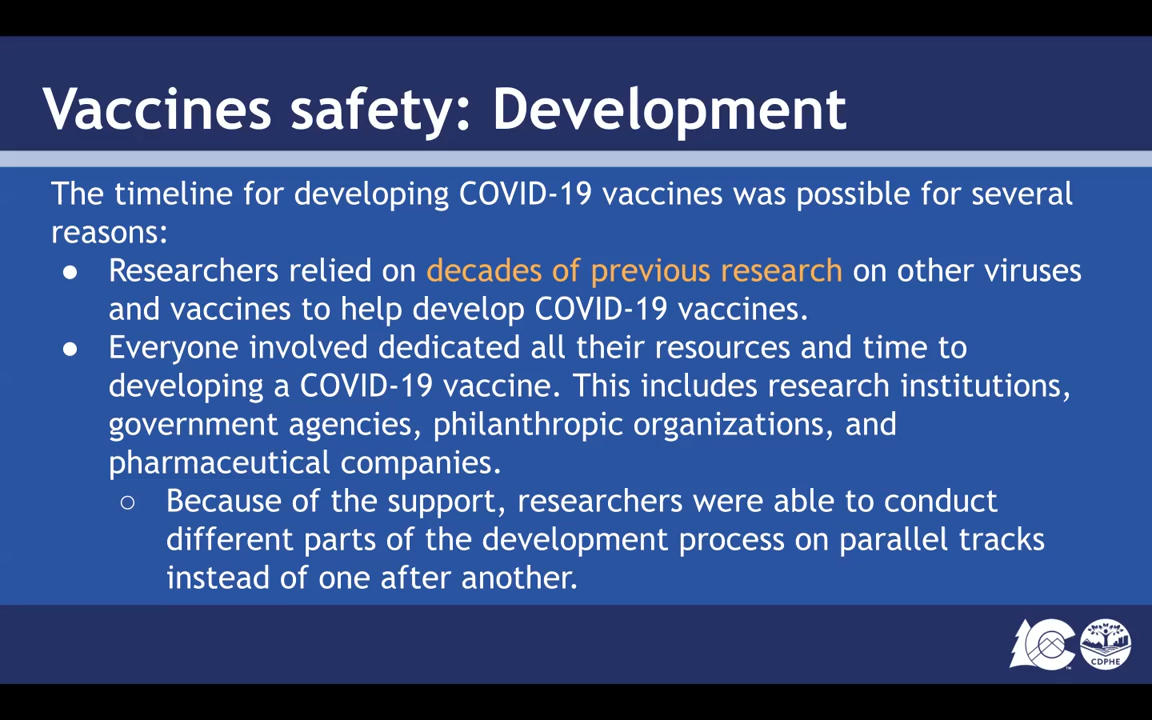 Vaccines safety: Development
The timeline for developing COVID-19 vaccines was possible for several
reasons:
● Researchers relied on decades of previous research on other viruses
and vaccines to help develop COVID-19 vaccines.
● Everyone involved dedicated all their resources and time to
developing a COVID-19 vaccine. This includes research institutions,
government agencies, philanthropic organizations, and
pharmaceutical companies.
○ Because of the support, researchers were able to conduct
different parts of the development process on parallel tracks
instead of one after another.
CDPHE